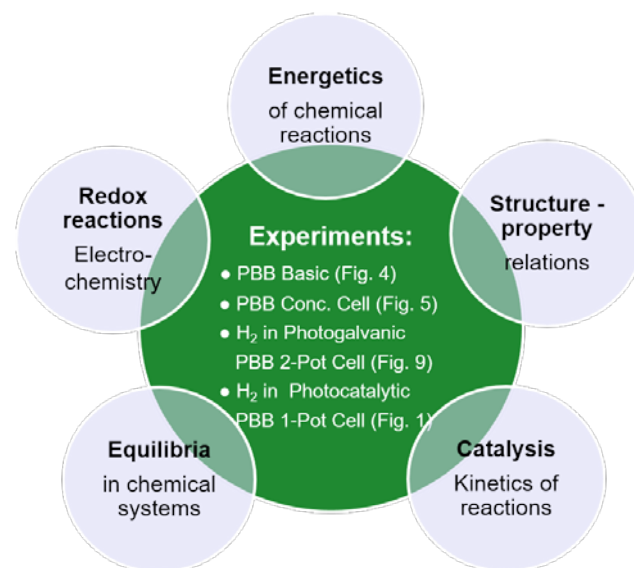 Energetics
of chemical
reactions
Redox
reactions
Electro-
chemistry
Structure -
property
relations
Experiments:
● PBB Basic (Fig. 4)
● PBB Conc. Cell (Fig. 5)
● H₂ in Photogalvanic
PBB 2-Pot Cell (Fig. 9)
● H₂ in Photocatalytic
PBB 1-Pot Cell (Fig. 1)
Equilibria
in chemical
systems
Catalysis
Kinetics of
reactions